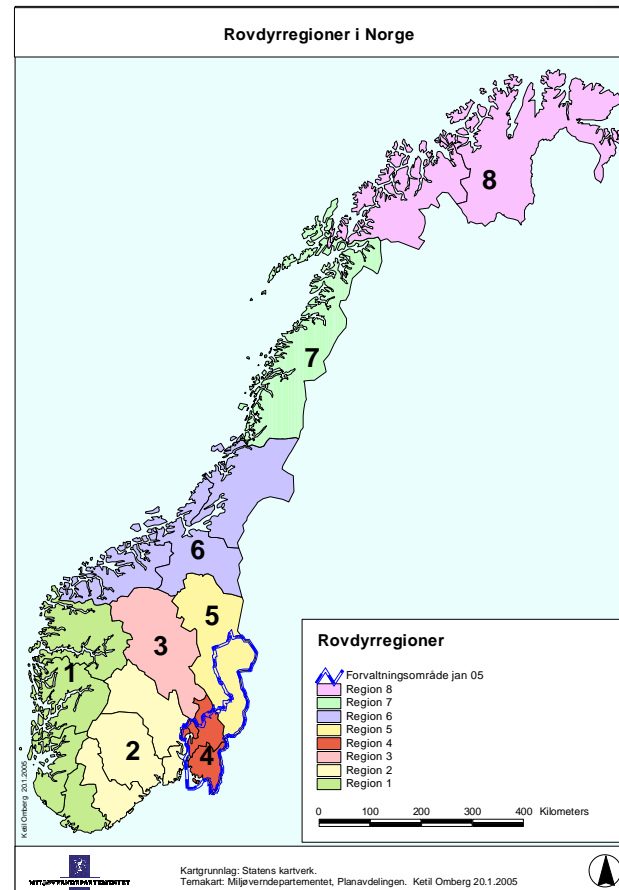 Rovdyrregioner i Norge
8
7
6
5
3
1
2
4
Rovdyrregioner
Forvaltningsområde jan 05
Region 8
Region 7
Region 6
Region 5
Region 4
Region 3
Region 2
Region 1
0 100 200 300 400 Kilometers
Ketil Omberg 20.1.2005
MILJØVERNDEPARTEMENTET
Kartgrunnlag: Statens kartverk.
Temakart: Miljøverndepartementet, Planavdelingen. Ketil Omberg 20.1.2005